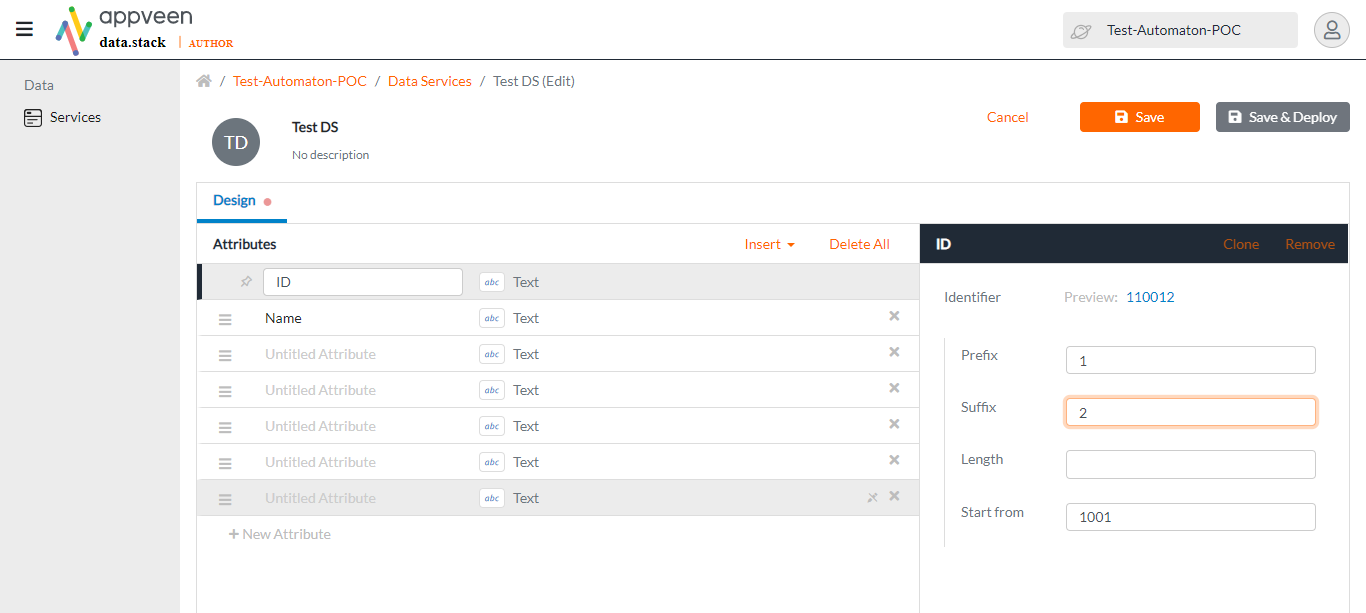 appveen
data.stack | AUTHOR
Test-Automaton-POC
Data
Services
/ Test-Automaton-POC / Data Services / Test DS (Edit)
TD
Test DS
No description
Cancel
Save
Save & Deploy
Design
Attributes
Insert
Delete All
ID
abc Text
Name
abc Text
Untitled Attribute
abc Text
Untitled Attribute
abc Text
Untitled Attribute
abc Text
Untitled Attribute
abc Text
Untitled Attribute
abc Text
+ New Attribute
ID
Clone
Remove
Identifier
Preview: 110012
Prefix
1
Suffix
2
Length
Start from
1001